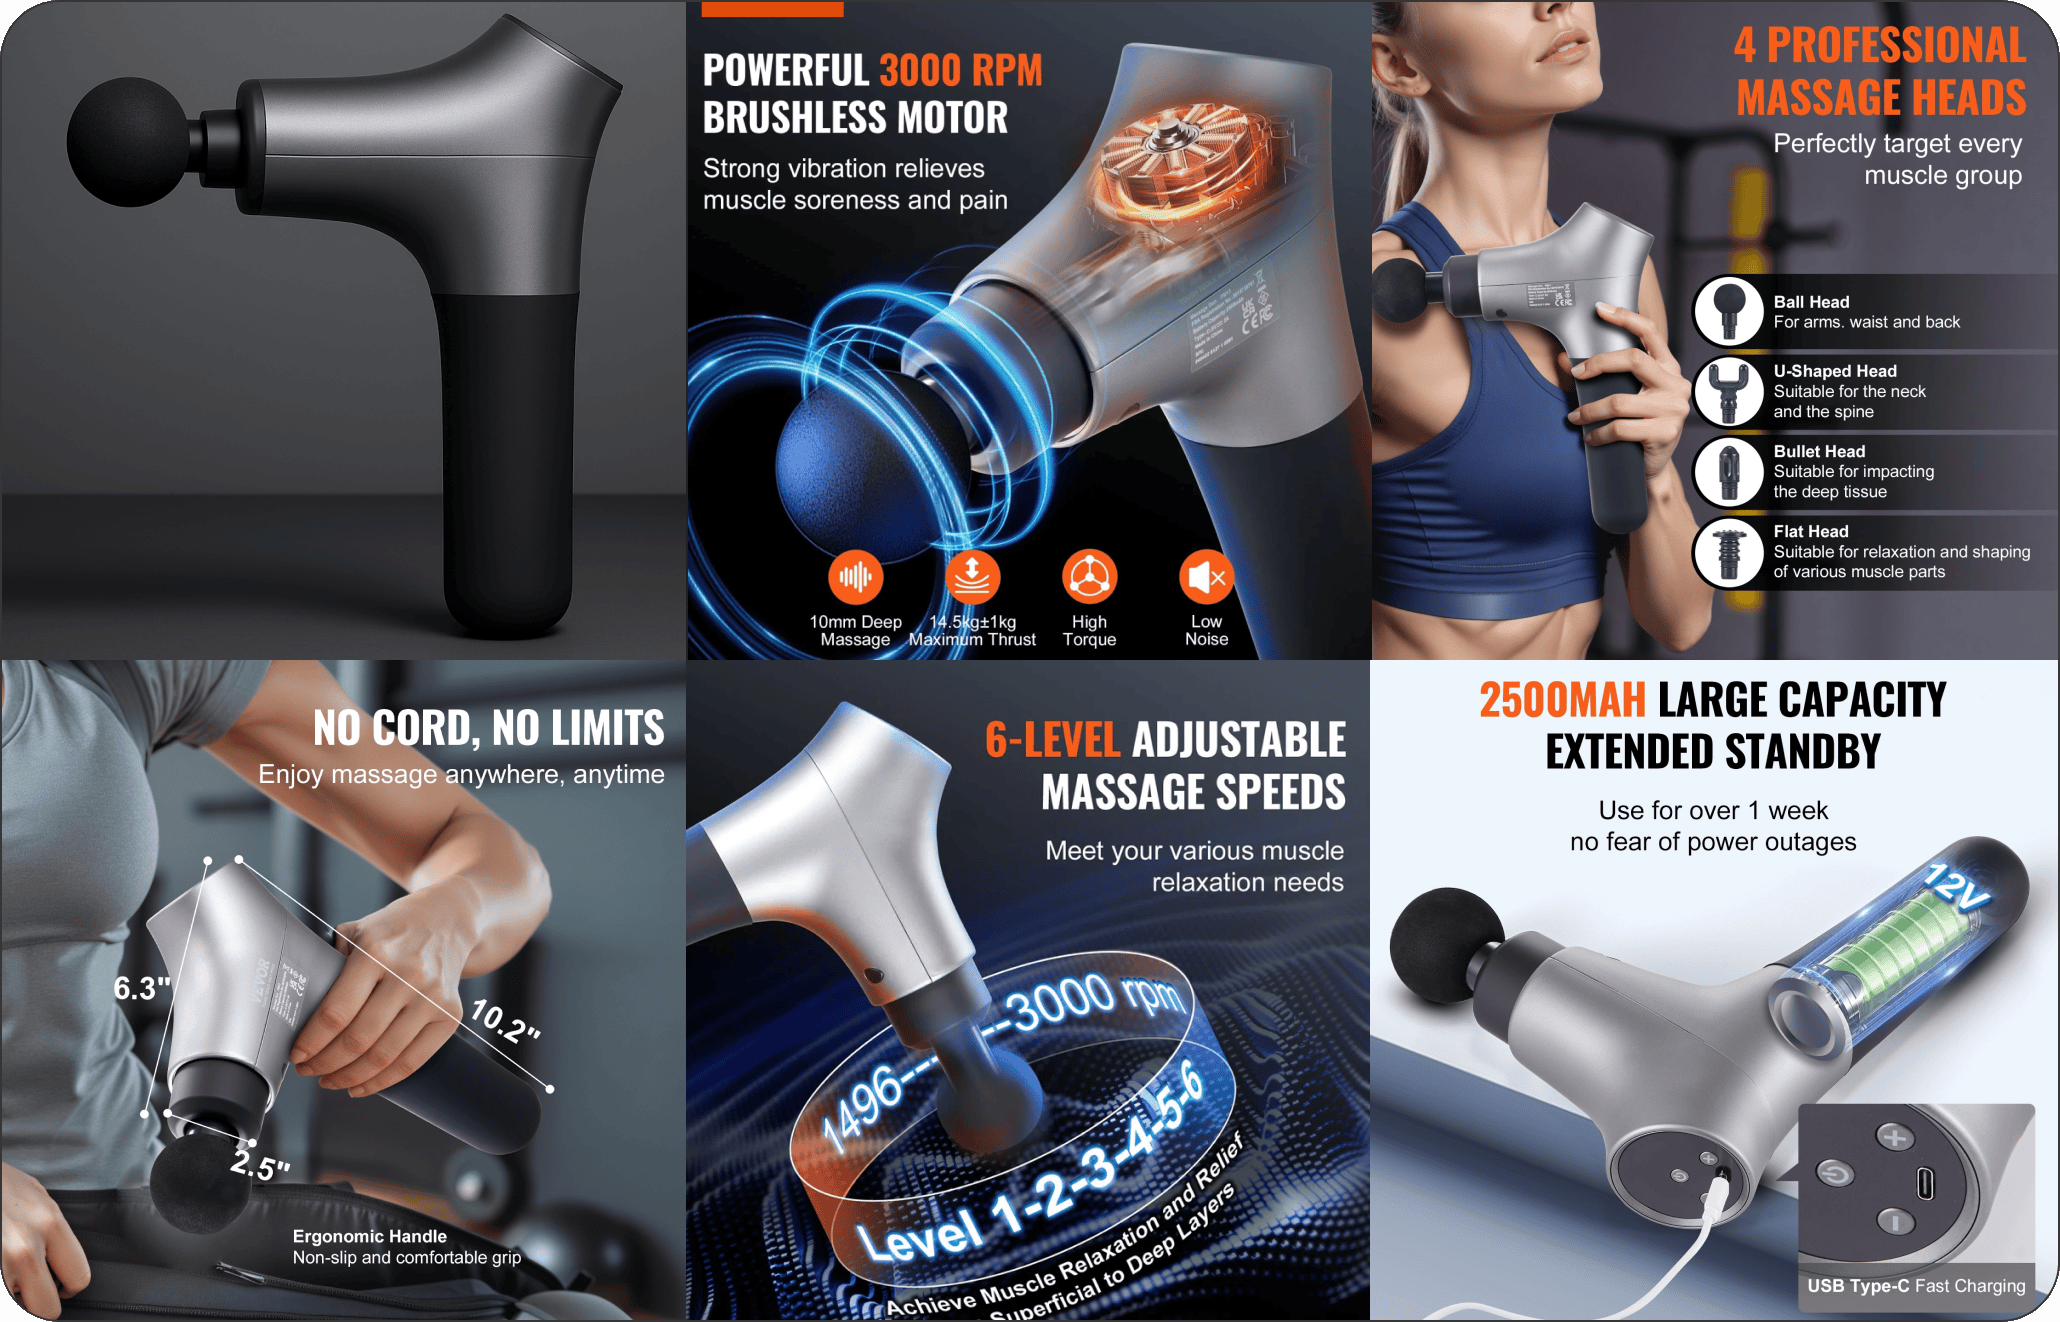 POWERFUL 3000 RPM
BRUSHLESS MOTOR
Strong vibration relieves
muscle soreness and pain
10mm Deep
Massage
14.5kg±1kg
Maximum Thrust
High
Torque
Low
Noise
4 PROFESSIONAL
MASSAGE HEADS
Perfectly target every
muscle group
Ball Head
For arms. waist and back
U-Shaped Head
Suitable for the neck
and the spine
Bullet Head
Suitable for impacting
the deep tissue
Flat Head
Suitable for relaxation and shaping
of various muscle parts
NO CORD, NO LIMITS
Enjoy massage anywhere, anytime
6.3"
10.2"
2.5"
VEVOR
Ergonomic Handle
Non-slip and comfortable grip
6-LEVEL ADJUSTABLE
MASSAGE SPEEDS
Meet your various muscle
relaxation needs
1496----3000 rpm
Level 1-2-3-4-5-6
Achieve Muscle Relaxation and Relief
Superficial to Deep Layers
2500MAH LARGE CAPACITY
EXTENDED STANDBY
Use for over 1 week
no fear of power outages
12V
USB Type-C Fast Charging